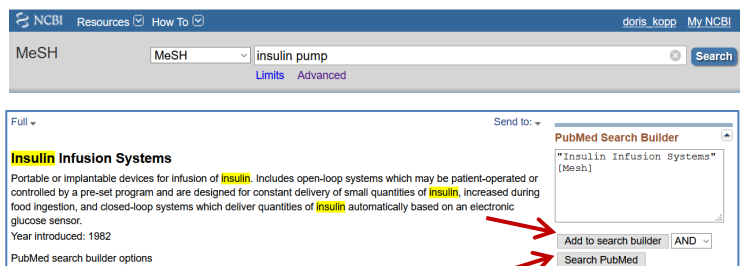 NCBI Resources How To doris_kopp My NCBI
MeSH MeSH insulin pump Search
Limits Advanced
Full Send to:
PubMed Search Builder
"Insulin Infusion Systems"
[Mesh]
Insulin Infusion Systems
Portable or implantable devices for infusion of insulin. Includes open-loop systems which may be patient-operated or
controlled by a pre-set program and are designed for constant delivery of small quantities of insulin, increased during
food ingestion, and closed-loop systems which deliver quantities of insulin automatically based on an electronic
glucose sensor.
Year introduced: 1982
Add to search builder AND
PubMed search builder options
Search PubMed